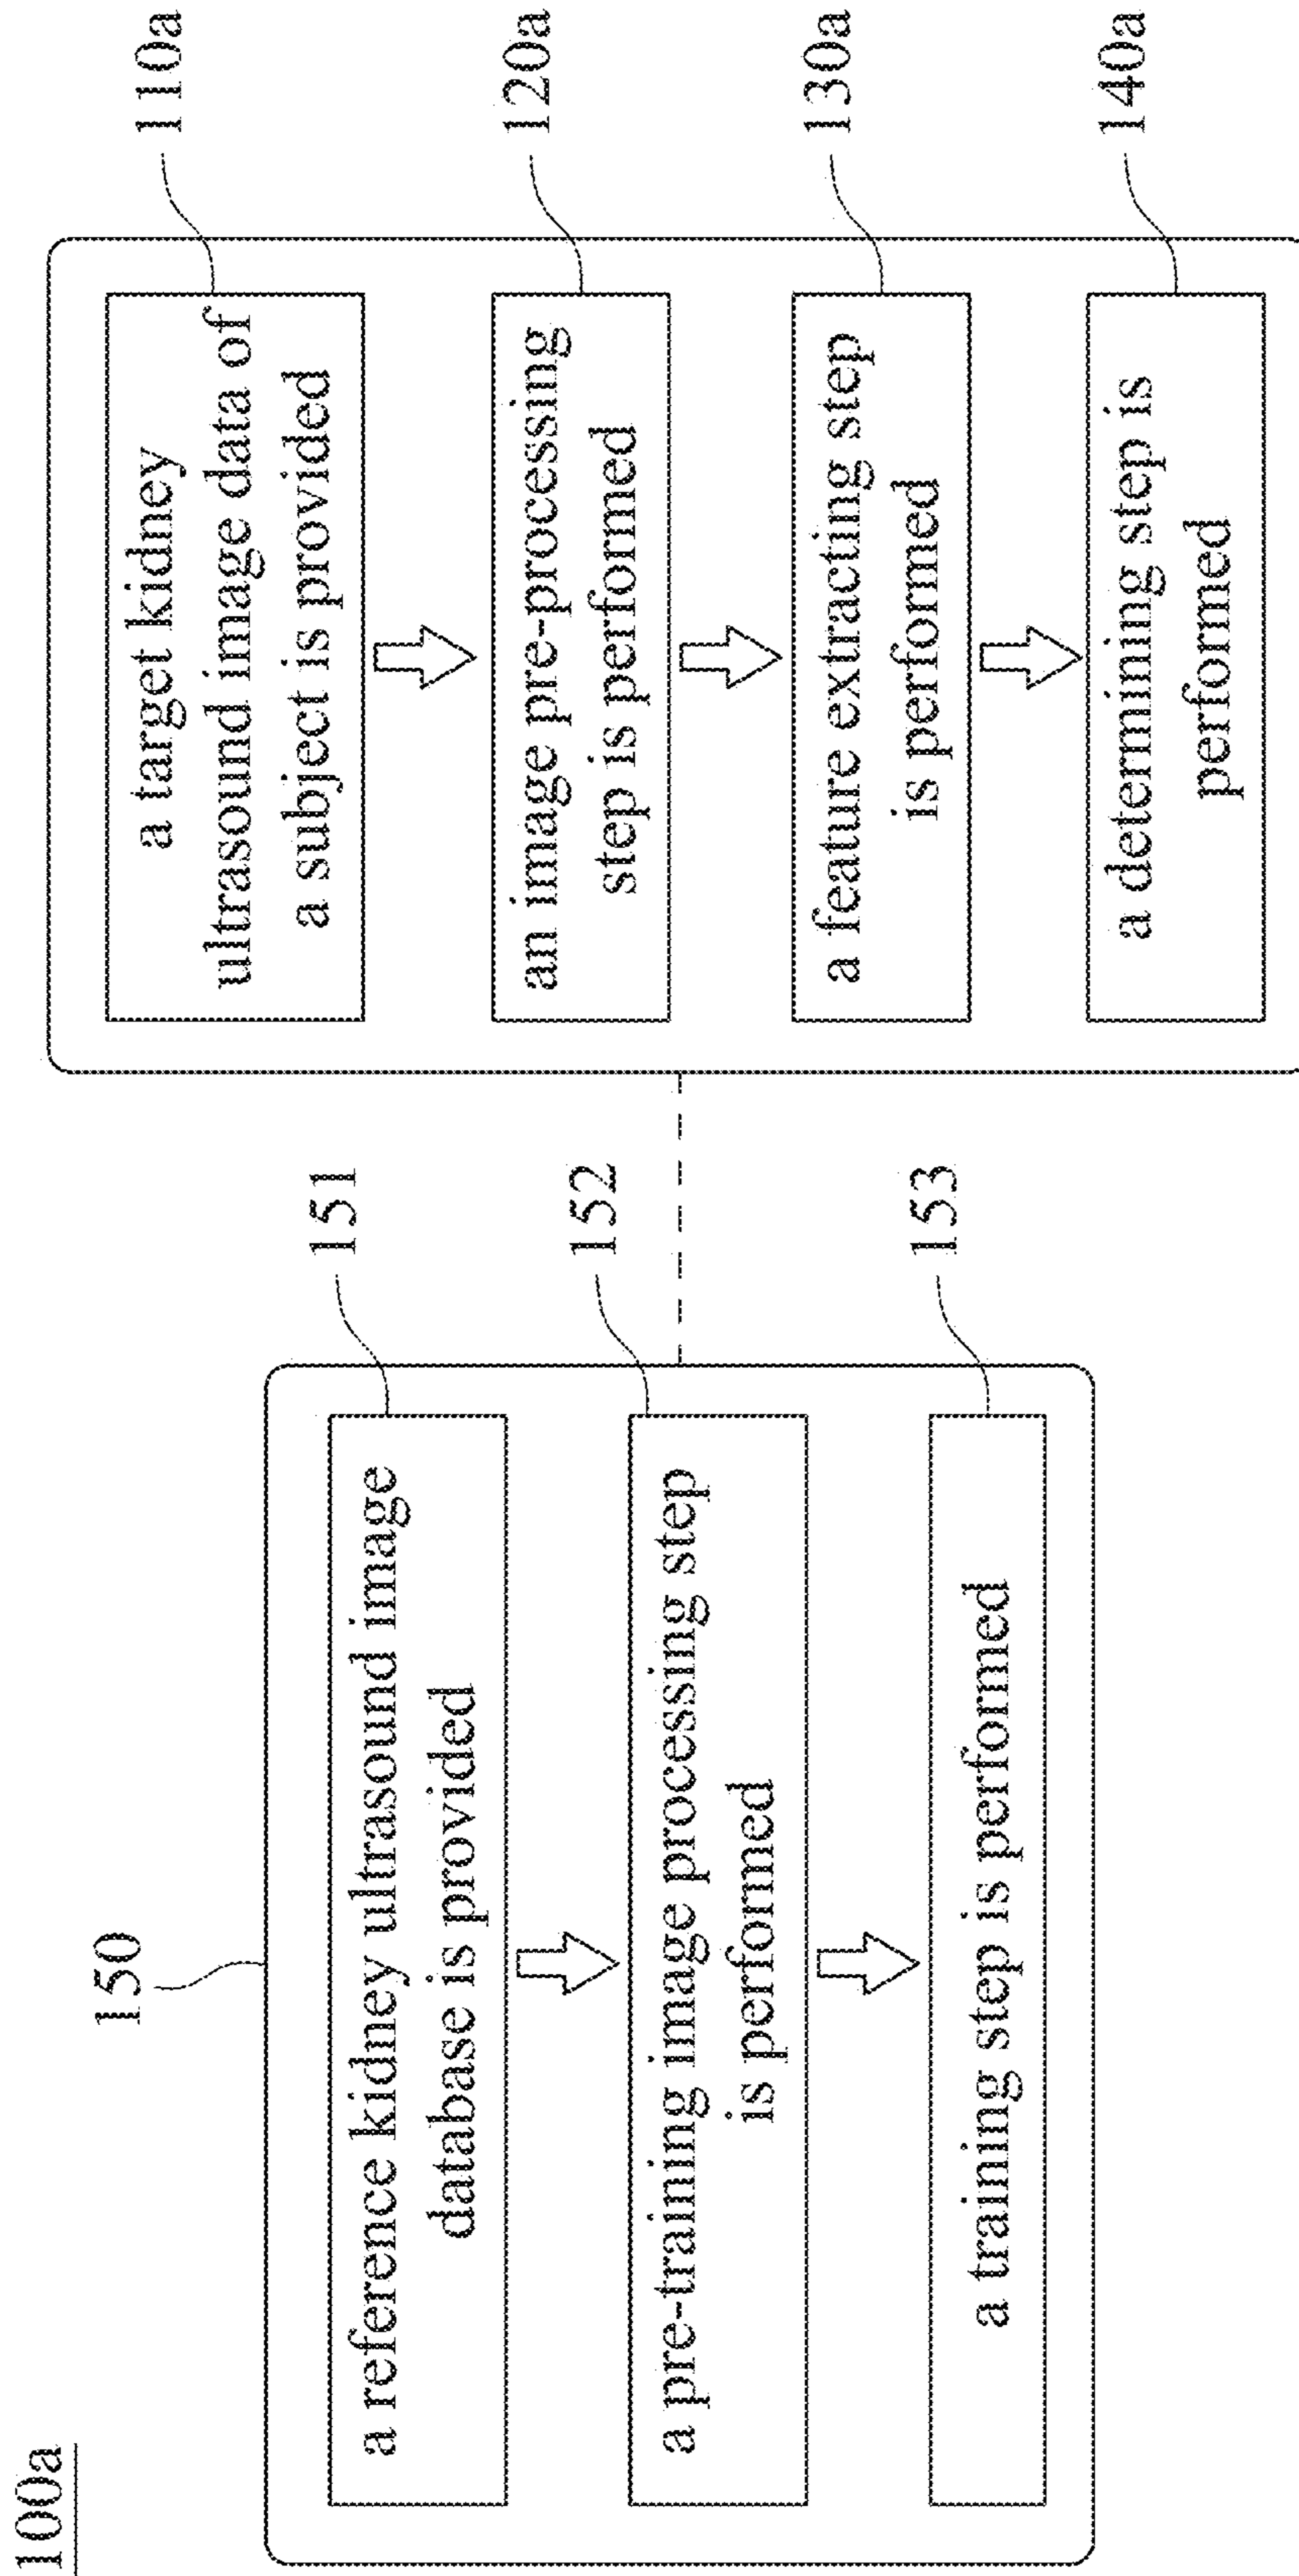 100a
150
a reference kidney ultrasound image
database is provided
151
a pre-training image processing step
is performed
152
a training step is performed
153
a target kidney
ultrasound image data of
a subject is provided
110a
an image pre-processing
step is performed
120a
a feature extracting step
is performed
130a
a determining step is
performed
140a